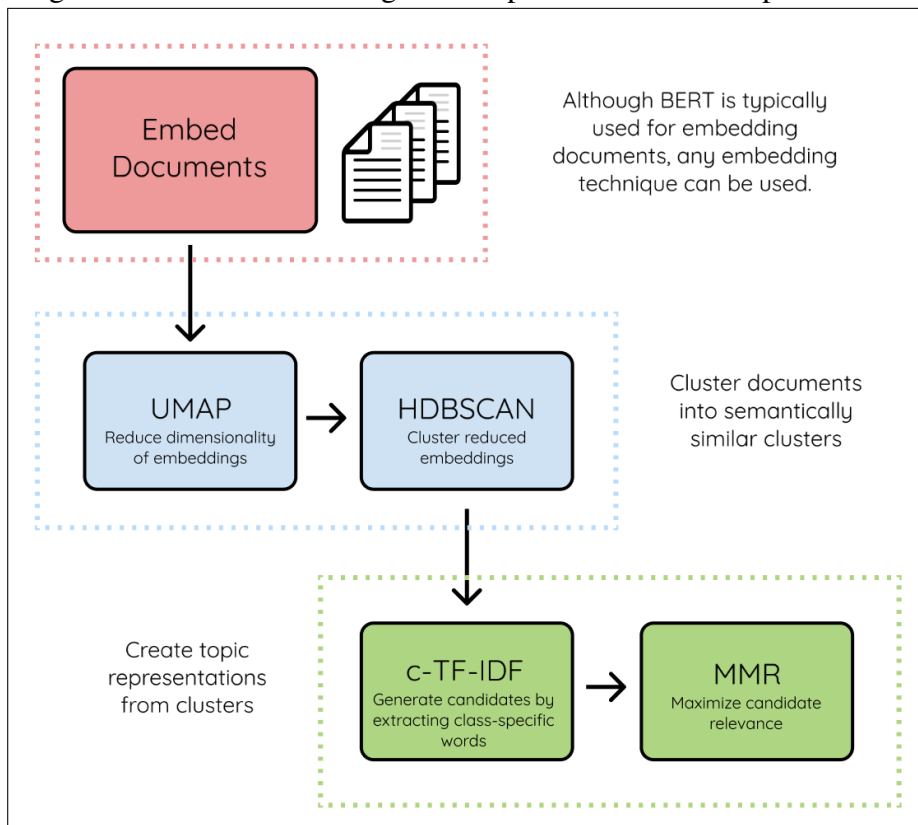 Embed
Documents
Although BERT is typically
used for embedding
documents, any embedding
technique can be used.
UMAP
Reduce dimensionality
of embeddings
HDBSCAN
Cluster reduced
embeddings
Cluster documents
into semantically
similar clusters
Create topic
representations
from clusters
c-TF-IDF
Generate candidates by
extracting class-specific
words
MMR
Maximize candidate
relevance